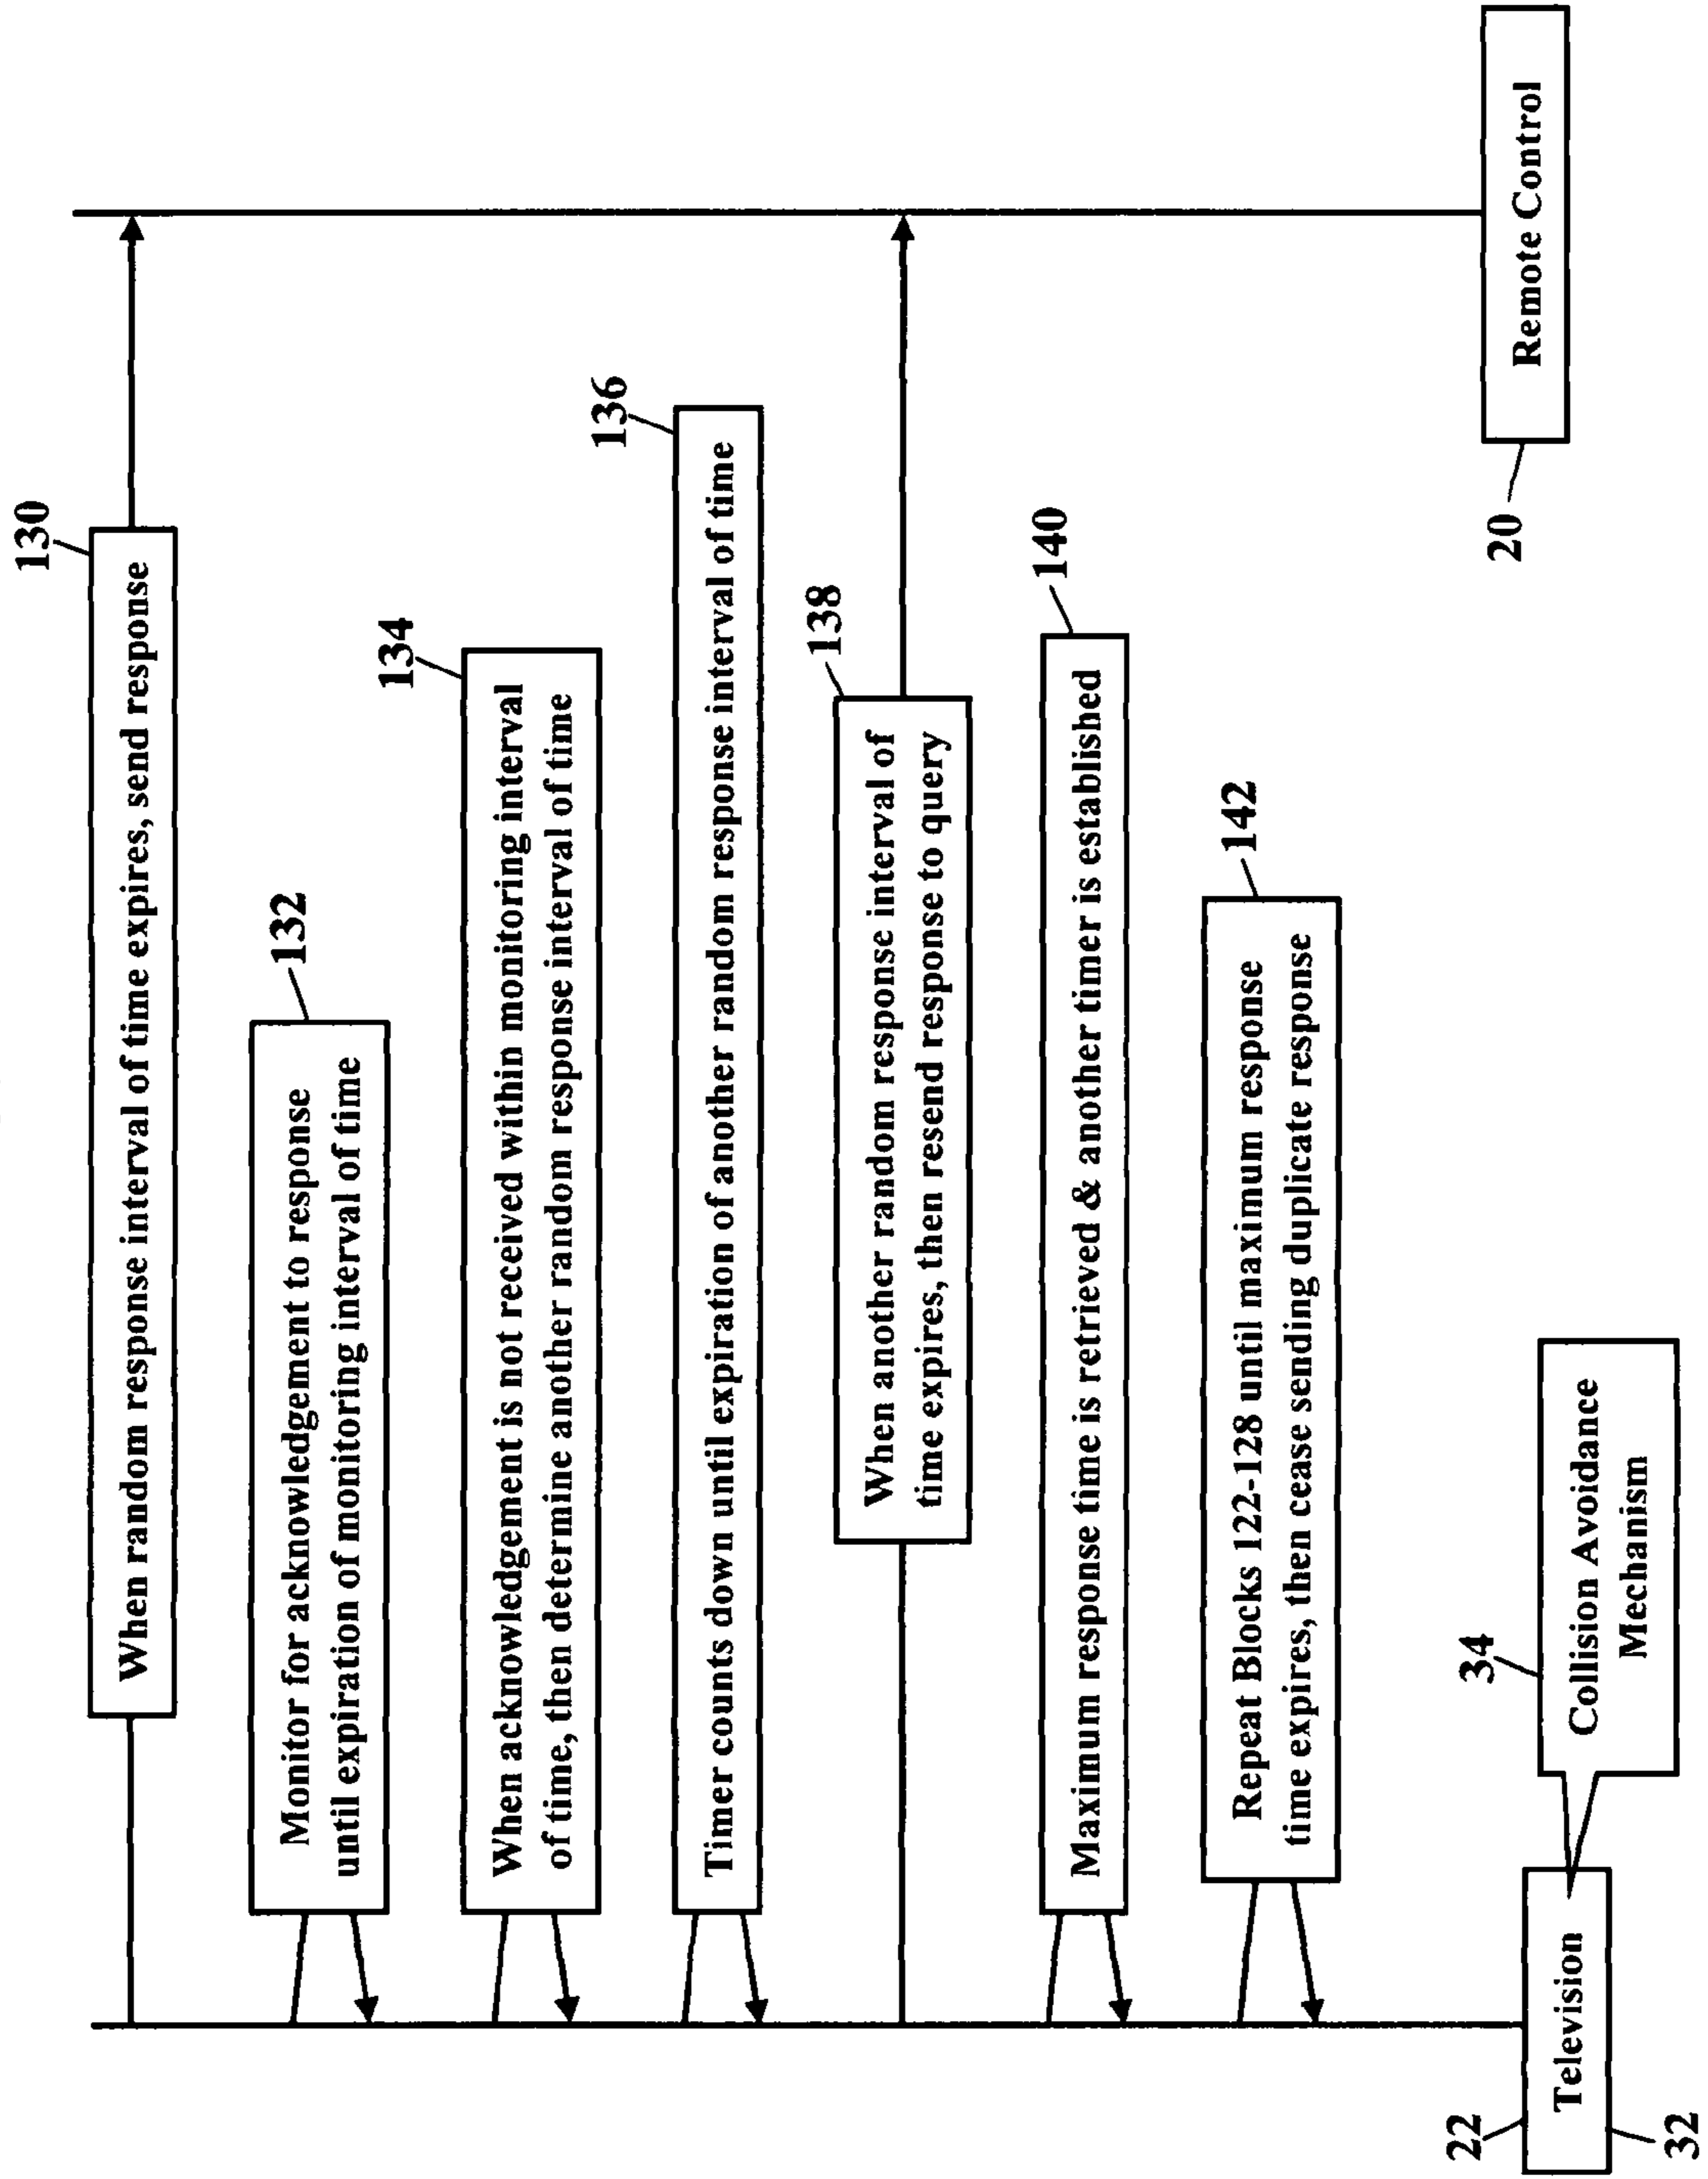 130
When random response interval of time expires, send response
132
Monitor for acknowledgement to response
until expiration of monitoring interval of time
134
When acknowledgement is not received within monitoring interval
of time, then determine another random response interval of time
136
Timer counts down until expiration of another random response interval of time
138
When another random response interval of
time expires, then resend response to query
140
Maximum response time is retrieved & another timer is established
142
Repeat Blocks 122-128 until maximum response
time expires, then cease sending duplicate response
34
Collision Avoidance
Mechanism
22
Television
32
20
Remote Control